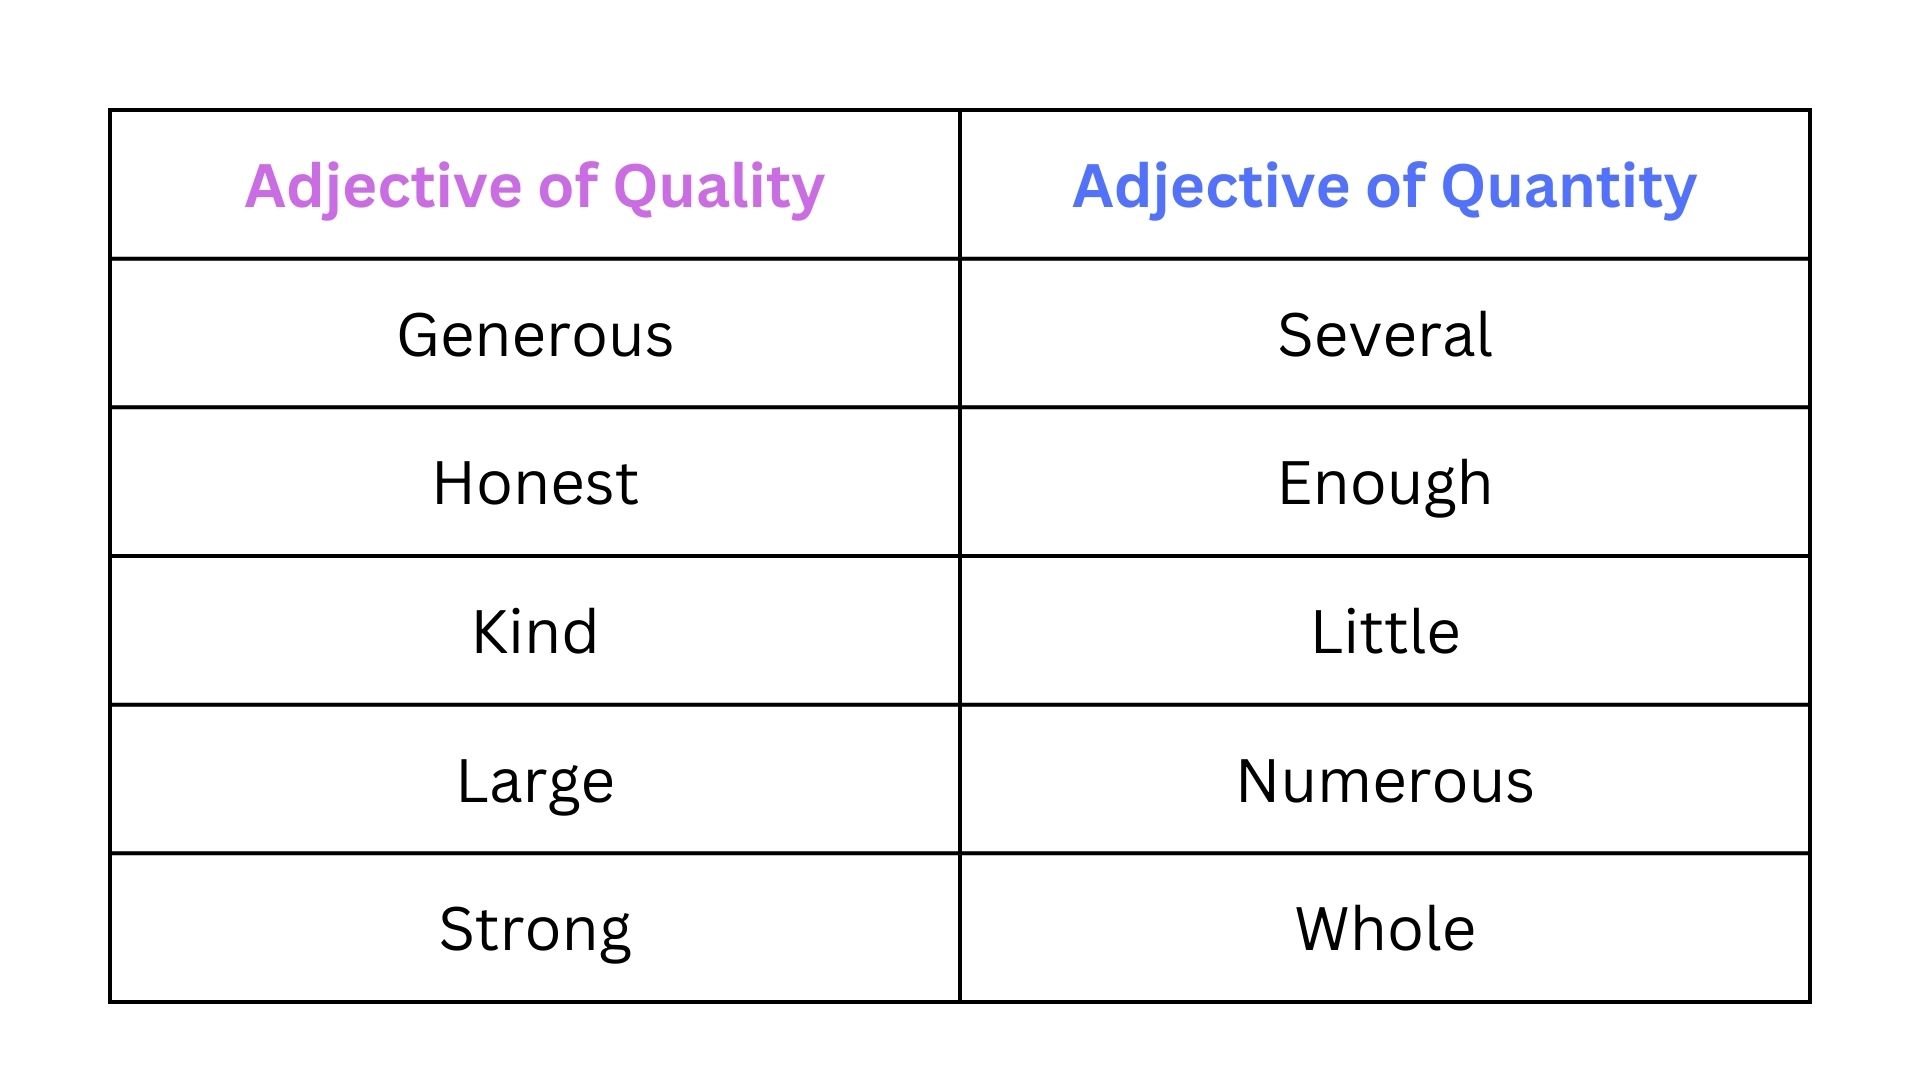 Adjective of Quality Adjective of Quantity
Generous Several
Honest Enough
Kind Little
Large Numerous
Strong Whole